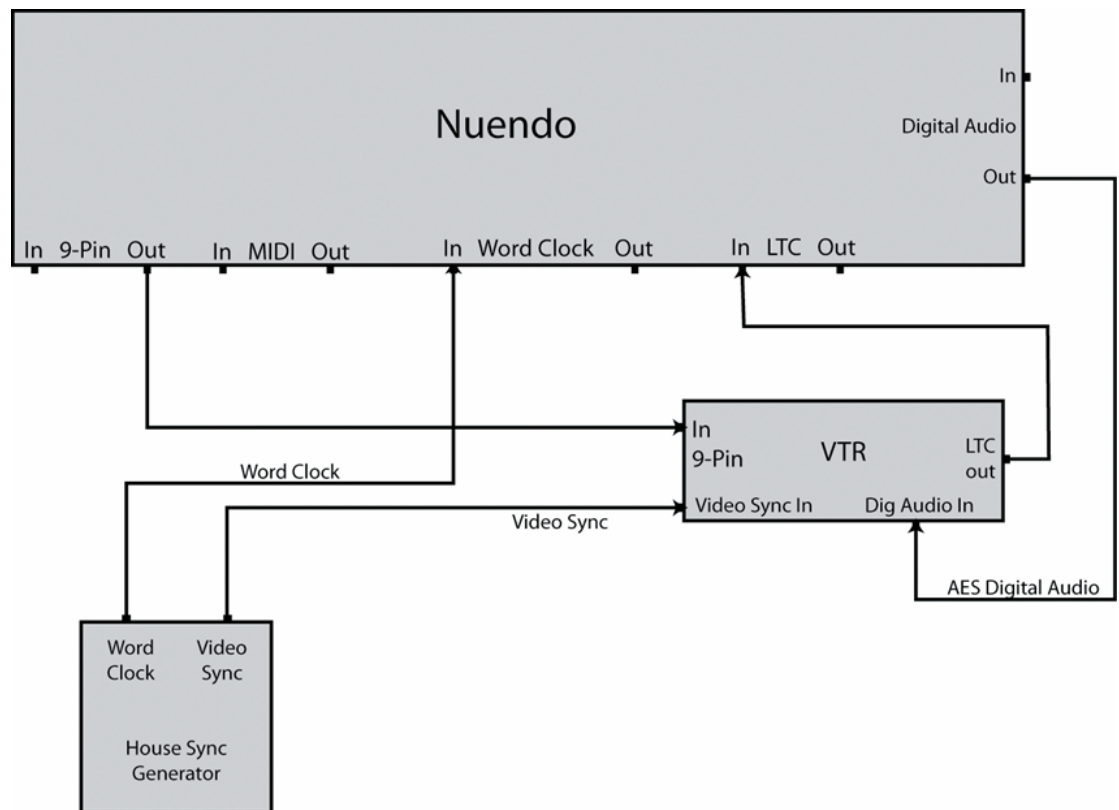 In
Nuendo
Digital Audio
Out
In 9-Pin Out In MIDI Out In Word Clock Out In LTC Out
In
9-Pin
VTR
LTC
out
Word Clock
Video Sync In
Dig Audio In
Video Sync
AES Digital Audio
Word
Clock
Video
Sync
House Sync
Generator